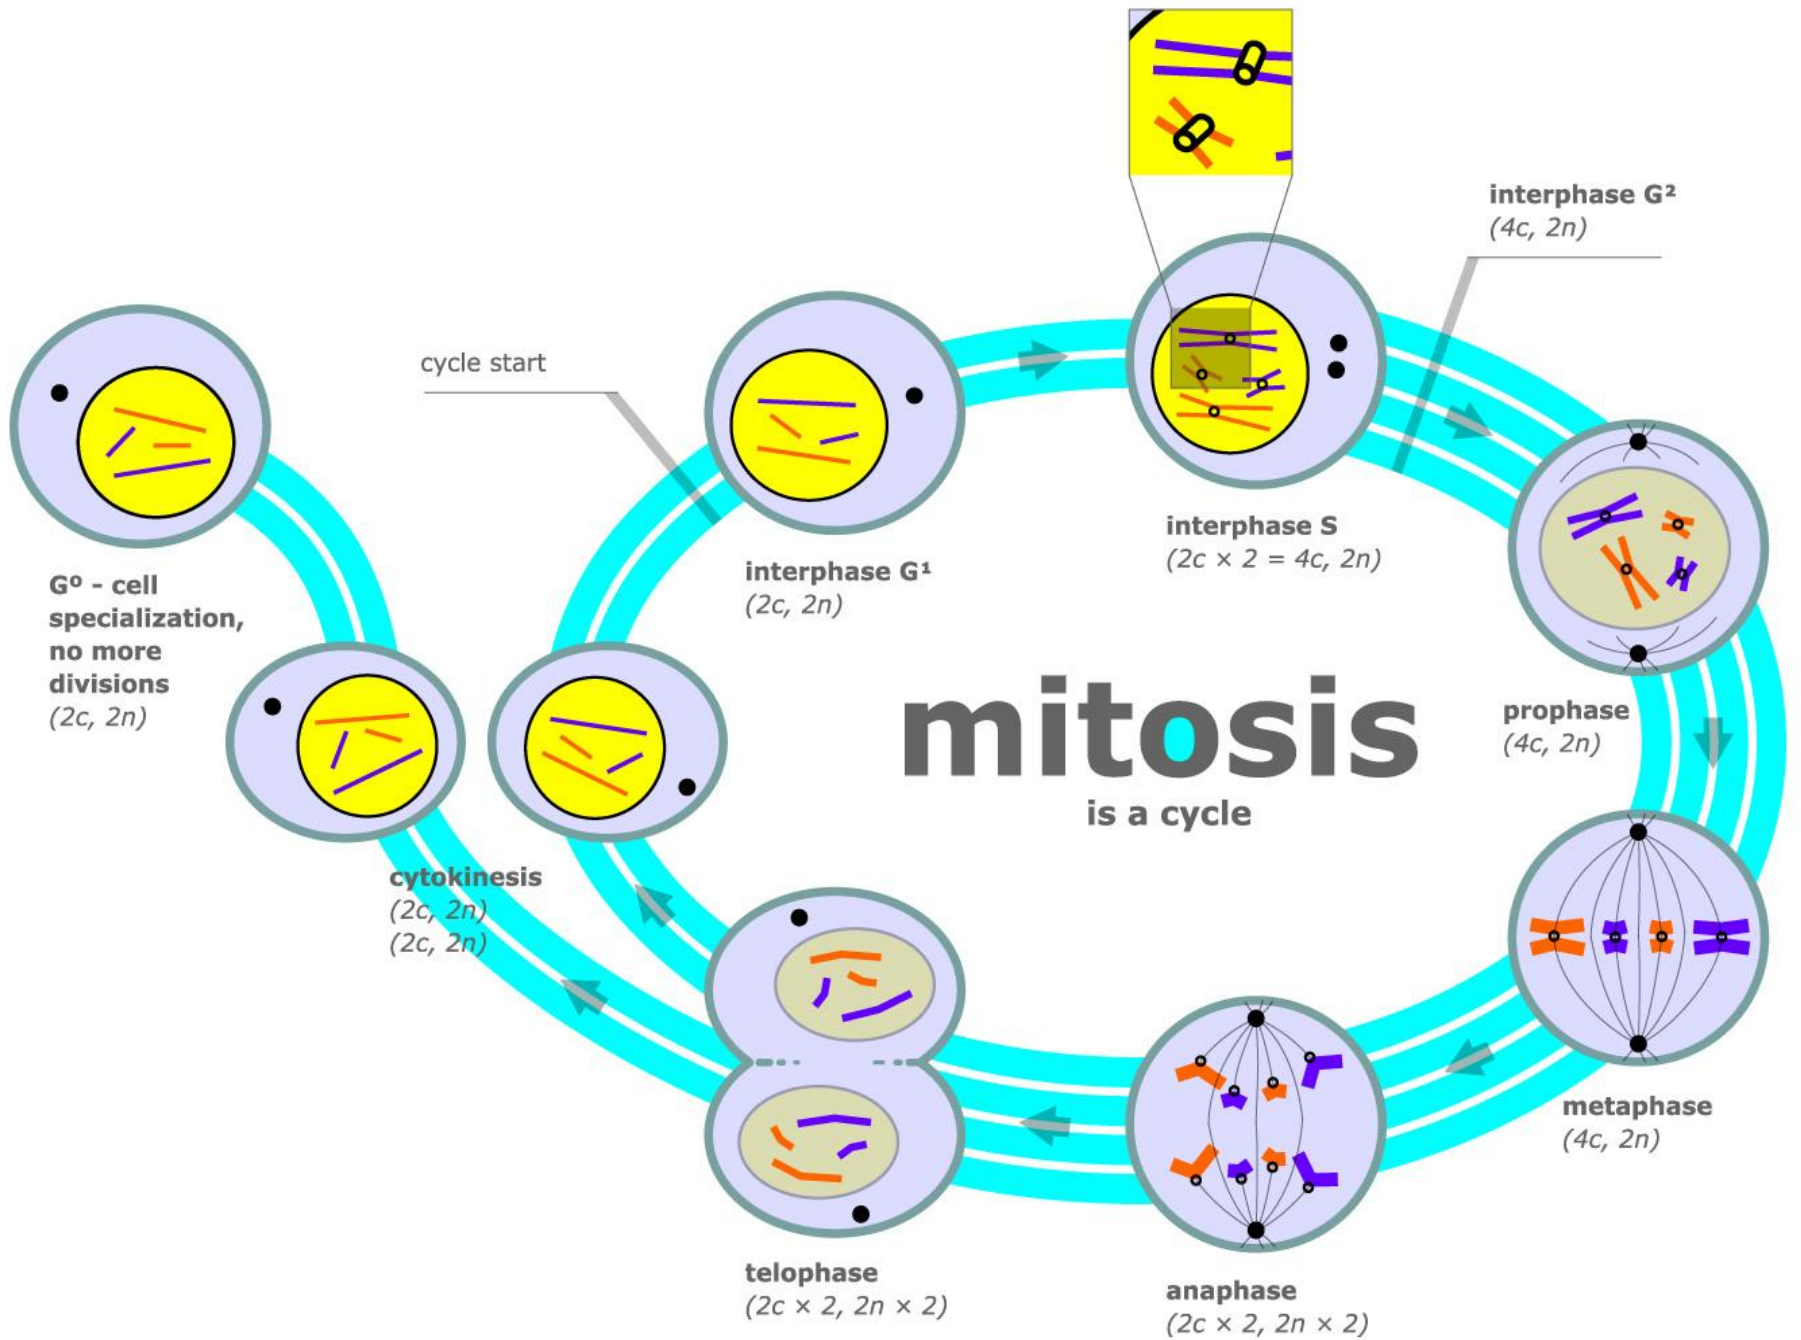 interphase G²
(4c, 2n)
cycle start
interphase S
(2c × 2 = 4c, 2n)
interphase G¹
(2c, 2n)
Gº - cell
specialization,
no more
divisions
(2c, 2n)
mitosis
is a cycle
prophase
(4c, 2n)
cytokinesis
(2c, 2n)
(2c, 2n)
metaphase
(4c, 2n)
telophase
(2c × 2, 2n × 2)
anaphase
(2c × 2, 2n × 2)